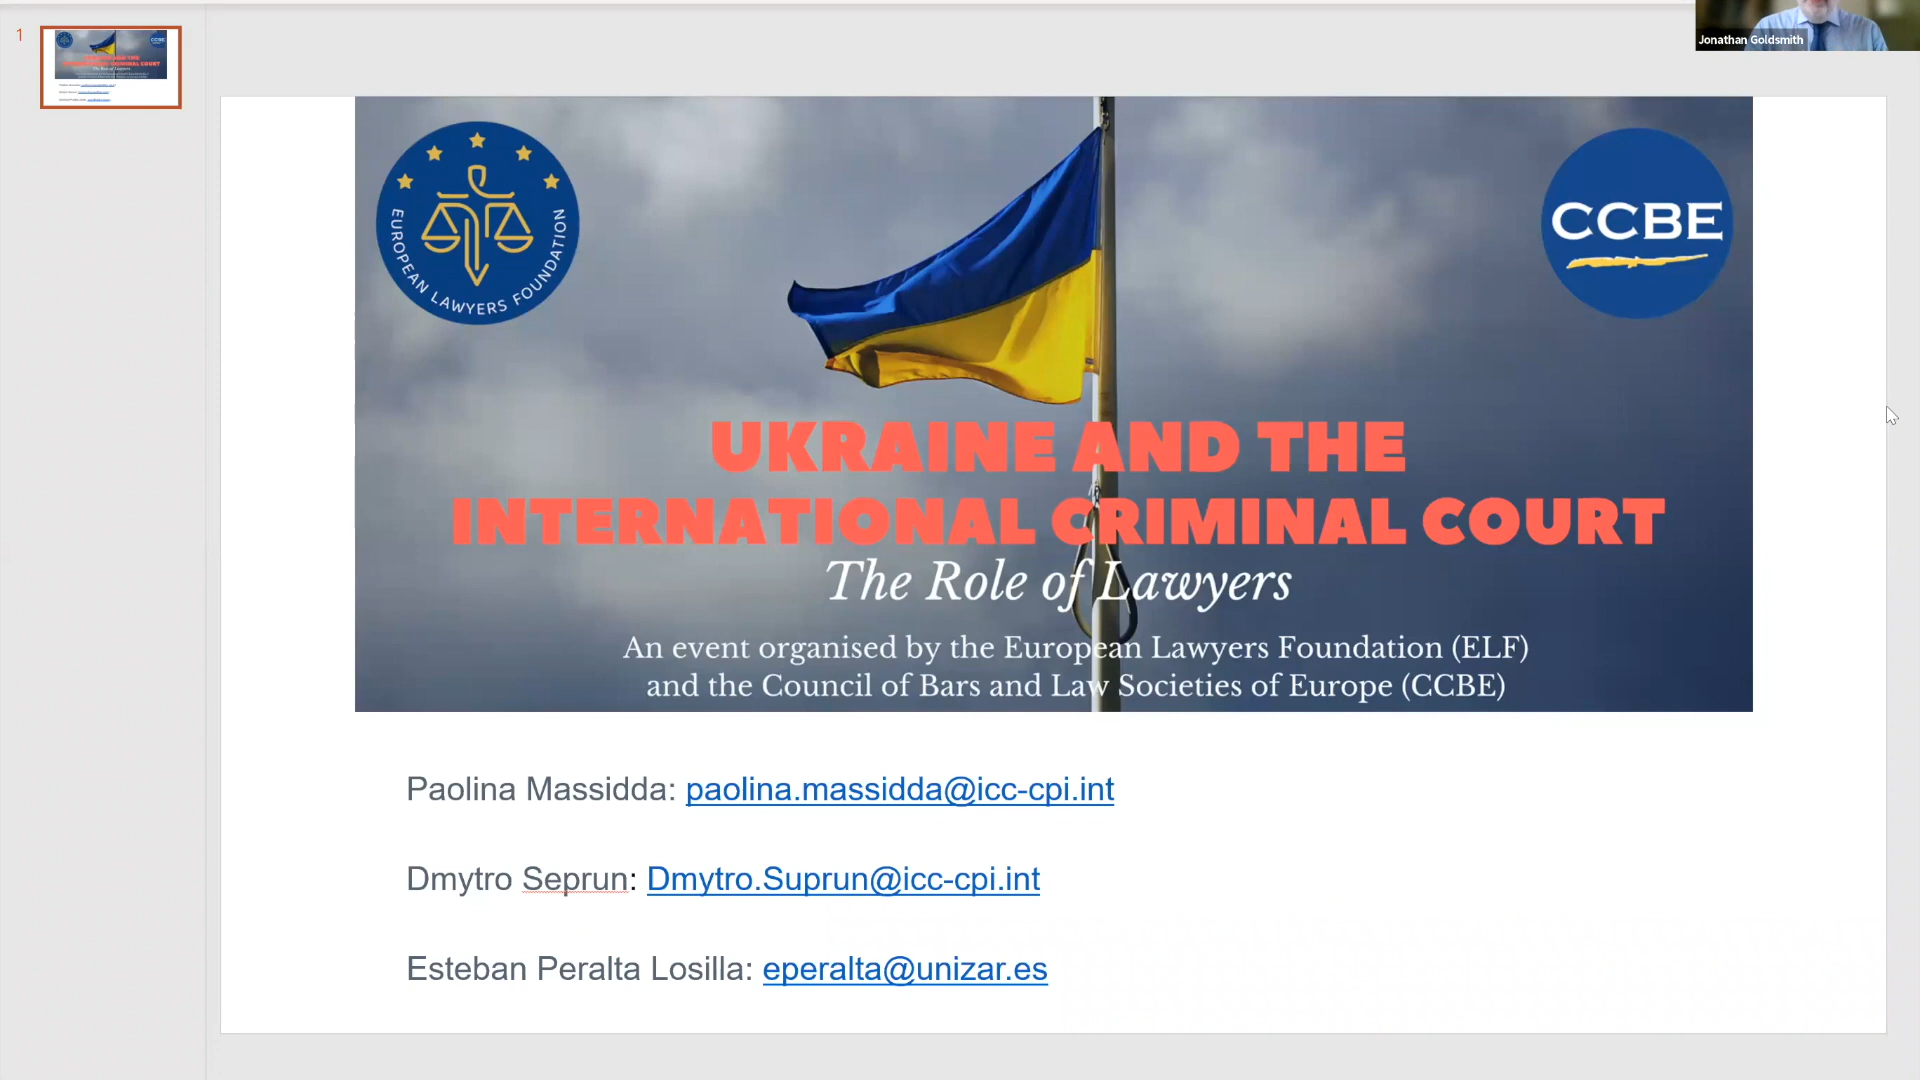 1
Jonathan Goldsmith
EUROPEAN LAWYERS FOUNDATION
CCBE
UKRAINE AND THE
INTERNATIONAL CRIMINAL COURT
The Role of Lawyers
An event organised by the European Lawyers Foundation (ELF)
and the Council of Bars and Law Societies of Europe (CCBE)
Paolina Massidda: paolina.massidda@icc-cpi.int
Dmytro Seprun: Dmytro.Suprun@icc-cpi.int
Esteban Peralta Losilla: eperalta@unizar.es